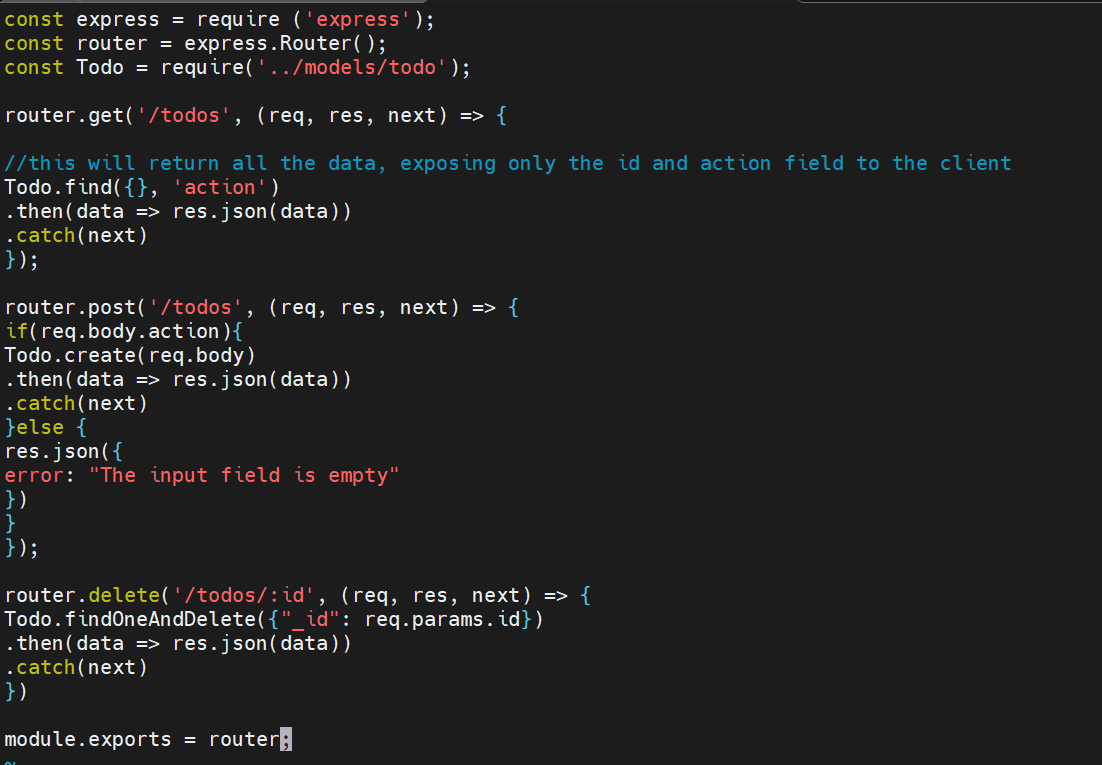 const express = require ('express');
const router = express.Router();
const Todo = require('../models/todo');

router.get('/todos', (req, res, next) => {

//this will return all the data, exposing only the id and action field to the client
Todo.find({}, 'action')
.then(data => res.json(data))
.catch(next)
});

router.post('/todos', (req, res, next) => {
if(req.body.action){
Todo.create(req.body)
.then(data => res.json(data))
.catch(next)
}else {
res.json({
error: "The input field is empty"
})
}
});

router.delete('/todos/:id', (req, res, next) => {
Todo.findOneAndDelete({"_id": req.params.id})
.then(data => res.json(data))
.catch(next)
})

module.exports = router;